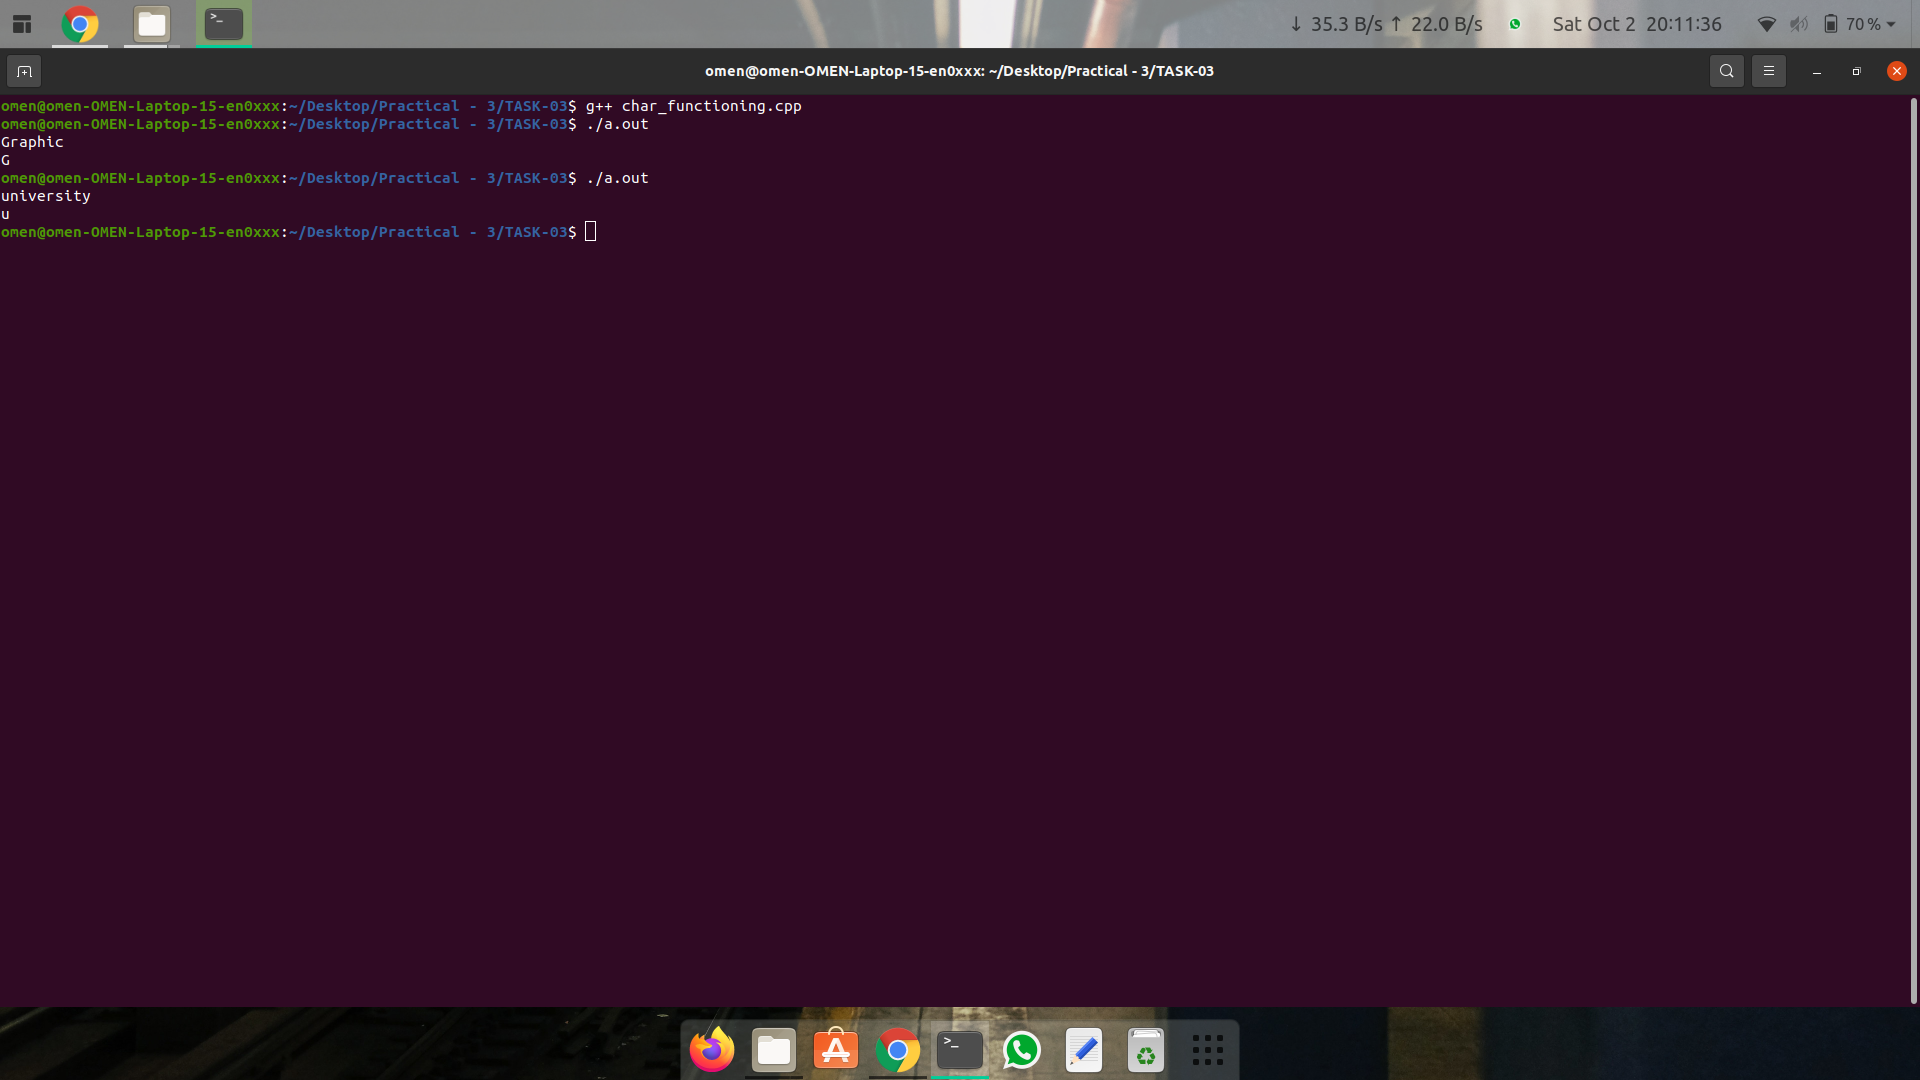 ↓ 35.3 B/s ↑ 22.0 B/s Sat Oct 2 20:11:36 70 %
omen@omen-OMEN-Laptop-15-en0xxx: ~/Desktop/Practical - 3/TASK-03
omen@omen-OMEN-Laptop-15-en0xxx:~/Desktop/Practical - 3/TASK-03$ g++ char_functioning.cpp
omen@omen-OMEN-Laptop-15-en0xxx:~/Desktop/Practical - 3/TASK-03$ ./a.out
Graphic
G
omen@omen-OMEN-Laptop-15-en0xxx:~/Desktop/Practical - 3/TASK-03$ ./a.out
university
u
omen@omen-OMEN-Laptop-15-en0xxx:~/Desktop/Practical - 3/TASK-03$